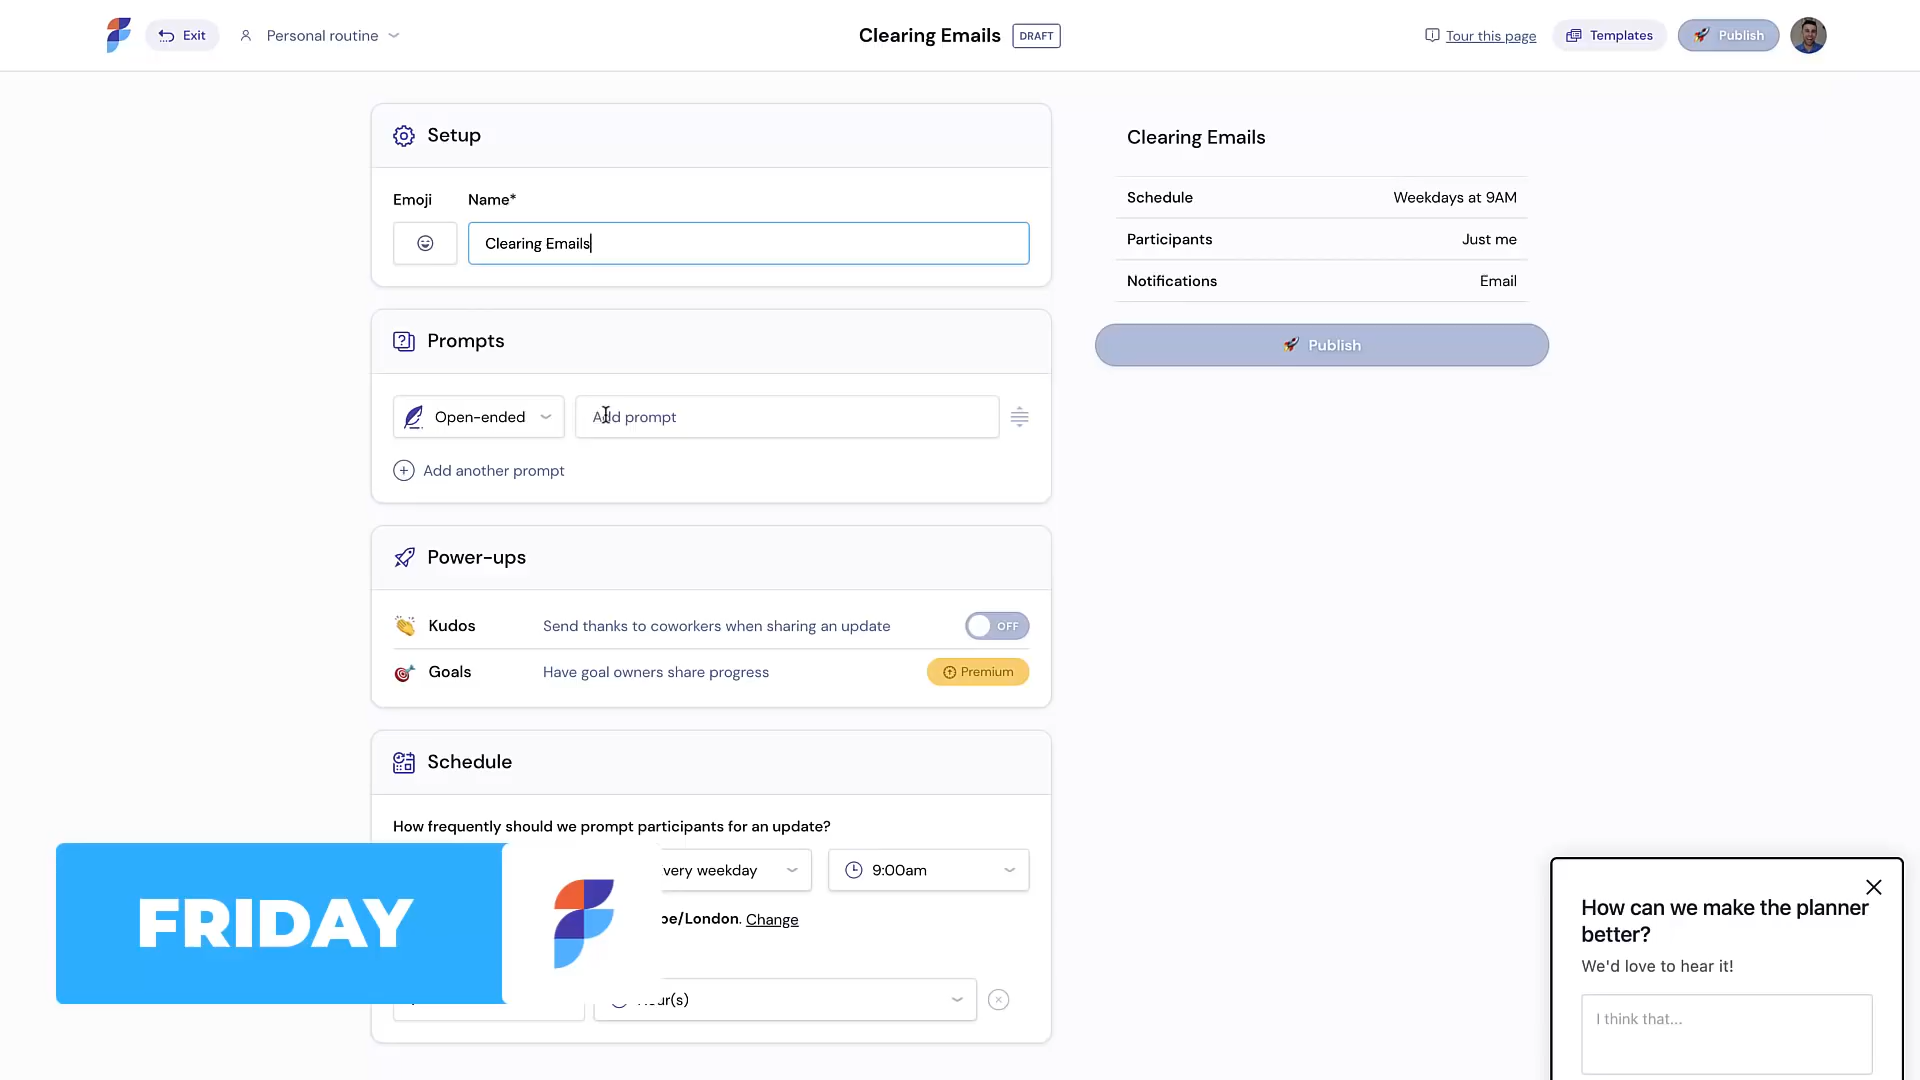 Exit
Personal routine
Clearing Emails
DRAFT
Tour this page
Templates
Publish
Setup
Emoji
Name*
Clearing Emails
Prompts
Open-ended
Add prompt
Add another prompt
Power-ups
Kudos
Send thanks to coworkers when sharing an update
OFF
Goals
Have goal owners share progress
Premium
Schedule
How frequently should we prompt participants for an update?
very weekday
9:00am
pe/London. Change
(s)
FRIDAY
Clearing Emails
Schedule
Weekdays at 9AM
Participants
Just me
Notifications
Email
Publish
How can we make the planner
better?
We'd love to hear it!
I think that...